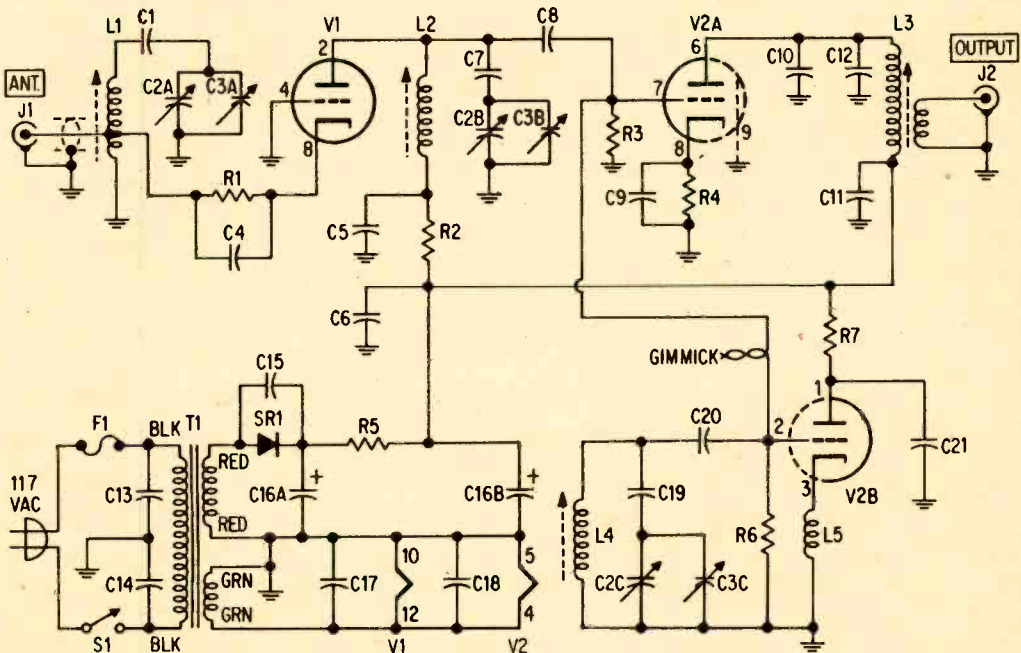 L1
C1
V1
2
L2
C8
V2A
6
L3
OUTPUT
ANT.
J1
C2A
C3A
4
8
C7
C2B
C3B
7
R3
9
8
C10
C12
J2
R1
C4
C5
R2
C9
R4
C11
C6
GIMMICK
R7
1
C15
SR1
R5
F1
BLK
T1
RED
C20
2
C21
117
VAC
C13
C16A
+
C16B
+
C19
3
V2B
RED
C14
GRN
GRN
C17
10
12
C18
5
4
L4
C2C
C3C
R6
L5
S1
BLK
V1
V2